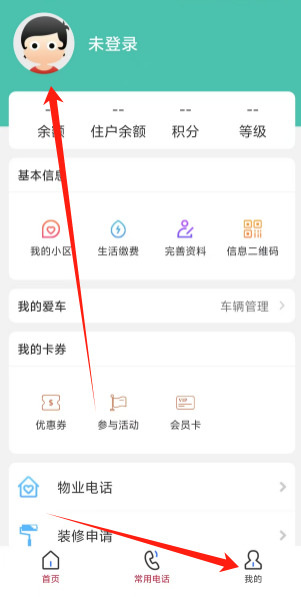 未登录
-- -- -- --
余额 住户余额 积分 等级
基本信息
我的小区 生活缴费 完善资料 信息二维码
我的爱车 车辆管理
我的卡券
VIP
优惠券 参与活动 会员卡
物业电话
装修申请
首页 常用电话 我的